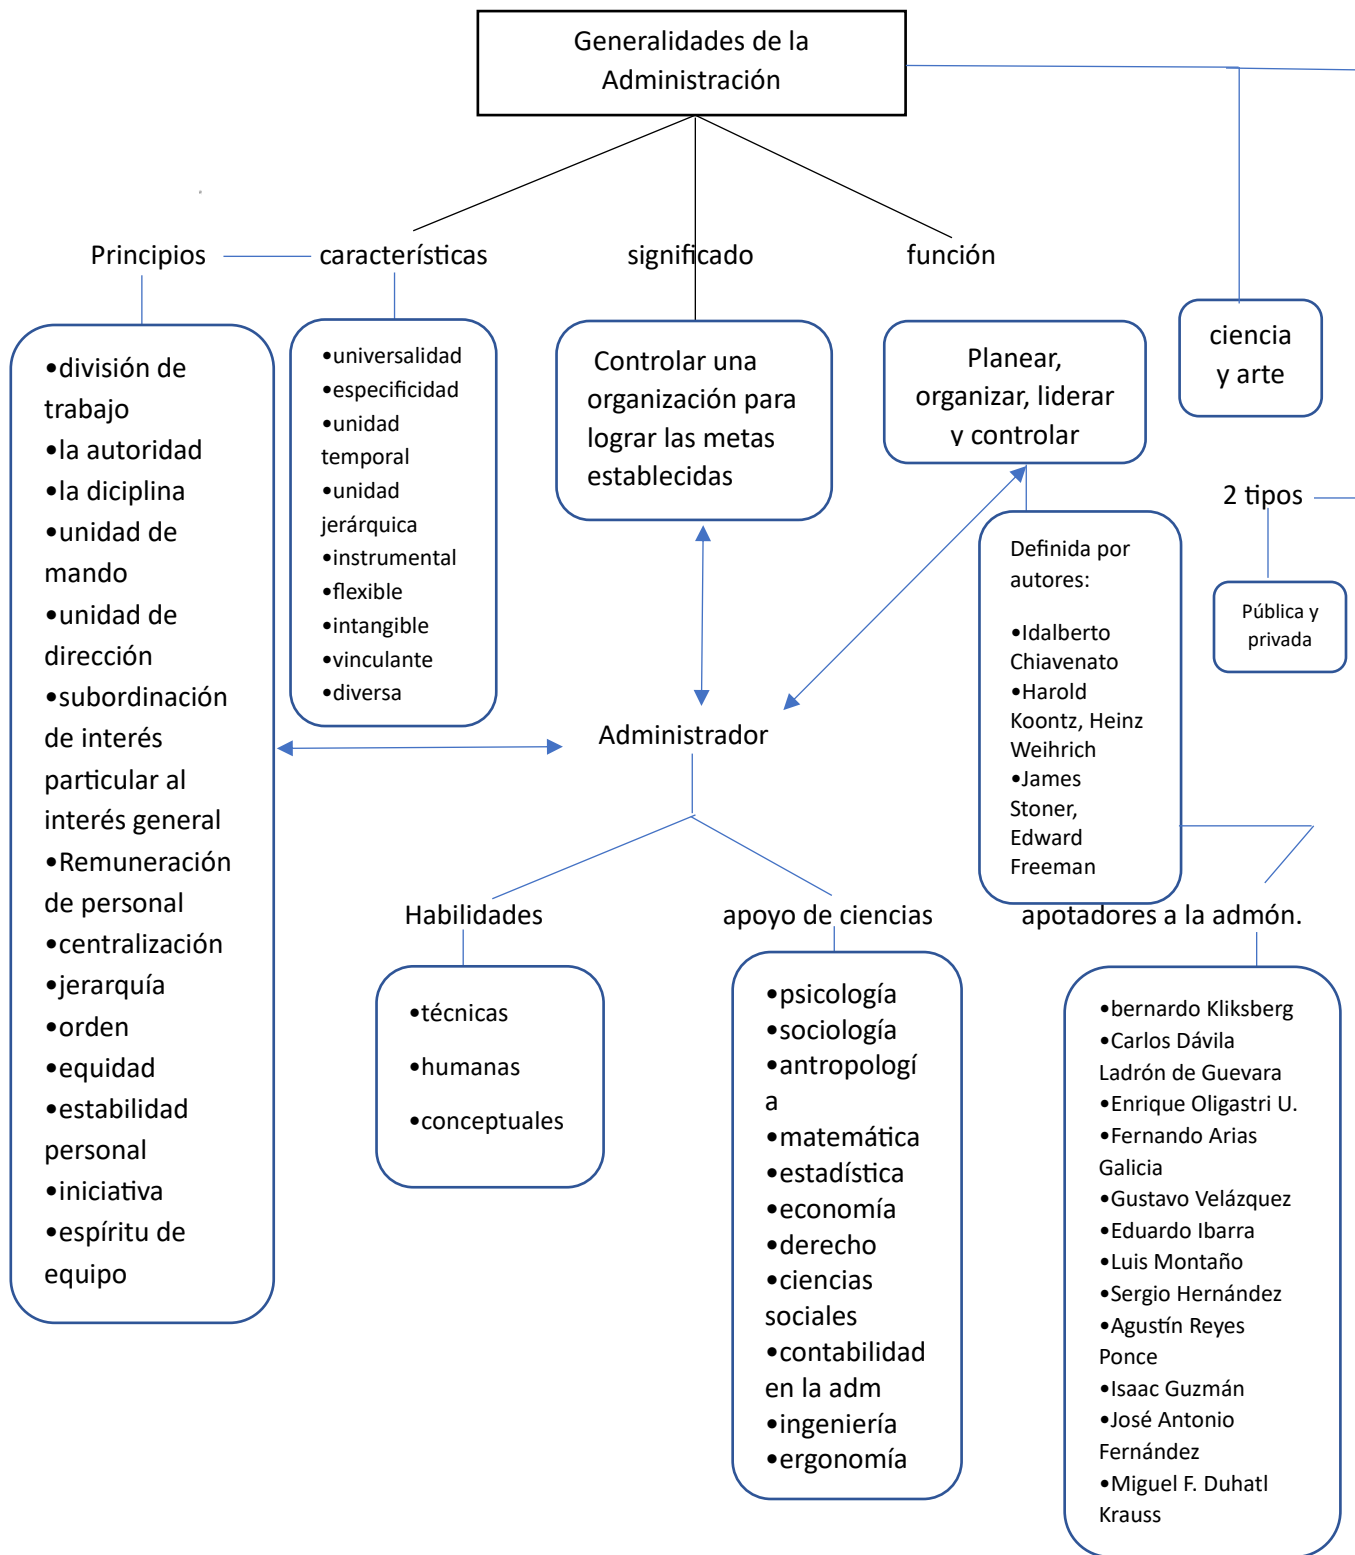 Generalidades de la
Administración
Principios
característicasas
significado
función
•división de
trabajo
•la autoridad
•la diciplina
•unidad de
mando
•unidad de
dirección
•subordinación
de interés
particular al
interés general
•Remuneración
de personal
•centralización
•jerarquía
•orden
•equidad
•estabilidad
personal
•iniciativa
•espíritu de
equipo
•universalidad
•especificidad
•unidad
temporal
•unidad
jerárquica
•instrumental
•flexible
•intangible
•vinculante
•diversa
Controlar una
organización para
lograr las metas
establecidas
Planear,
organizar, liderar
y controlar
ciencia
y arte
2 tipos
Pública y
privada
Definida por
autores:
•Idalberto
Chiavenato
•Harold
Koontz, Heinz
Weihrich
•James
Stoner,
Edward
Freeman
Administrador
Habilidades
•técnicas
•humanas
•conceptuales
apoyo de ciencias
•psicología
•sociología
•antropologí
a
•matemática
•estadística
•economía
•derecho
•ciencias
sociales
•contabilidad
en la adm
•ingeniería
•ergonomía
apotadores a la admón.
•bernardo Kliksberg
•Carlos Dávila
Ladrón de Guevara
•Enrique Oligastri U.
•Fernando Arias
Galicia
•Gustavo Velázquez
•Eduardo Ibarra
•Luis Montaño
•Sergio Hernández
•Agustín Reyes
Ponce
•Isaac Guzmán
•José Antonio
Fernández
•Miguel F. Duhatl
Krauss